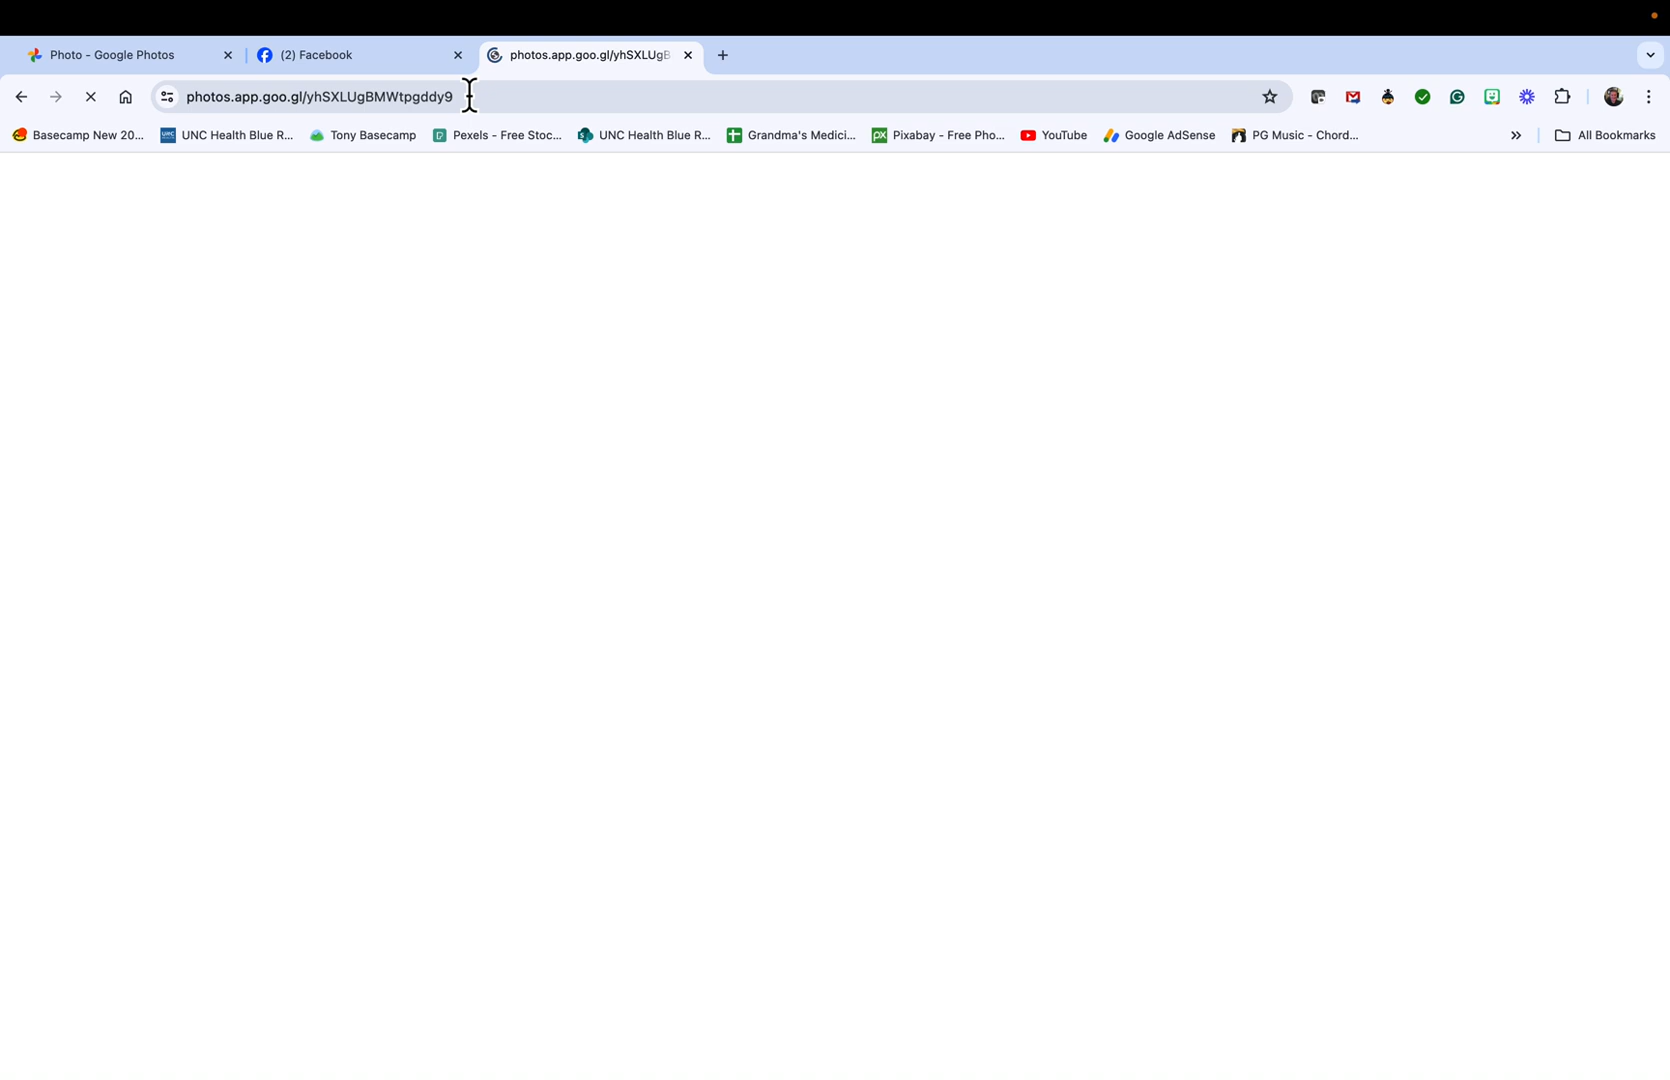 Photo - Google Photos
(2) Facebook
photos.app.goo.gl/yhSXLUgB
photos.app.goo.gl/yhSXLUgBMWtpgddy9
Basecamp New 20...
UNC Health Blue R...
Tony Basecamp
Pexels - Free Stoc...
UNC Health Blue R...
Grandma's Medici...
Pixabay - Free Pho...
YouTube
Google AdSense
PG Music - Chord...
All Bookmarks